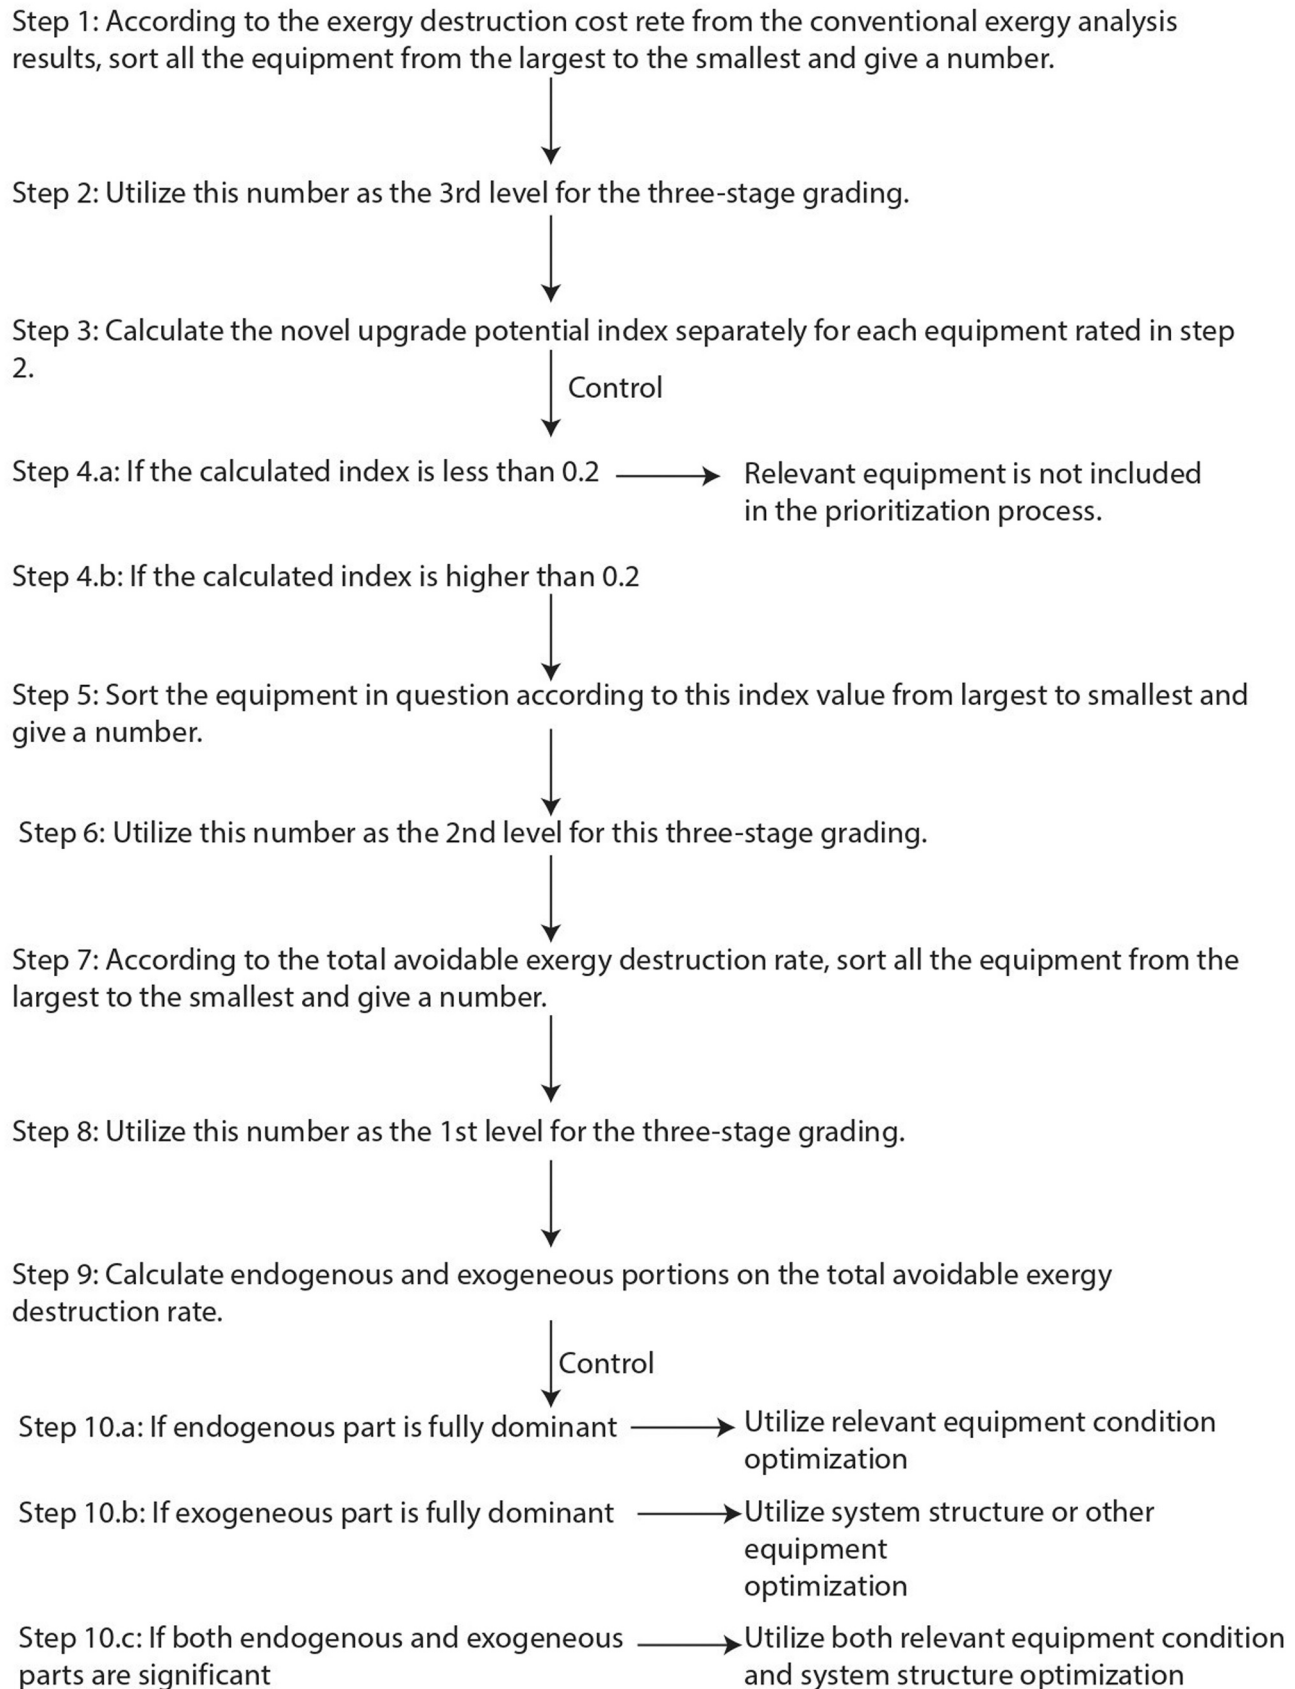 Step 1: According to the exergy destruction cost rete from the conventional exergy analysis
results, sort all the equipment from the largest to the smallest and give a number.
Step 2: Utilize this number as the 3rd level for the three-stage grading.
Step 3: Calculate the novel upgrade potential index separately for each equipment rated in step
2.
Control
Step 4.a: If the calculated index is less than 0.2
Relevant equipment is not included
in the prioritization process.
Step 4.b: If the calculated index is higher than 0.2
Step 5: Sort the equipment in question according to this index value from largest to smallest and
give a number.
Step 6: Utilize this number as the 2nd level for this three-stage grading.
Step 7: According to the total avoidable exergy destruction rate, sort all the equipment from the
largest to the smallest and give a number.
Step 8: Utilize this number as the 1st level for the three-stage grading.
Step 9: Calculate endogenous and exogeneous portions on the total avoidable exergy
destruction rate.
Control
Step 10.a: If endogenous part is fully dominant
Utilize relevant equipment condition
optimization
Step 10.b: If exogeneous part is fully dominant
Utilize system structure or other
equipment
optimization
Step 10.c: If both endogenous and exogeneous
parts are significant
Utilize both relevant equipment condition
and system structure optimization